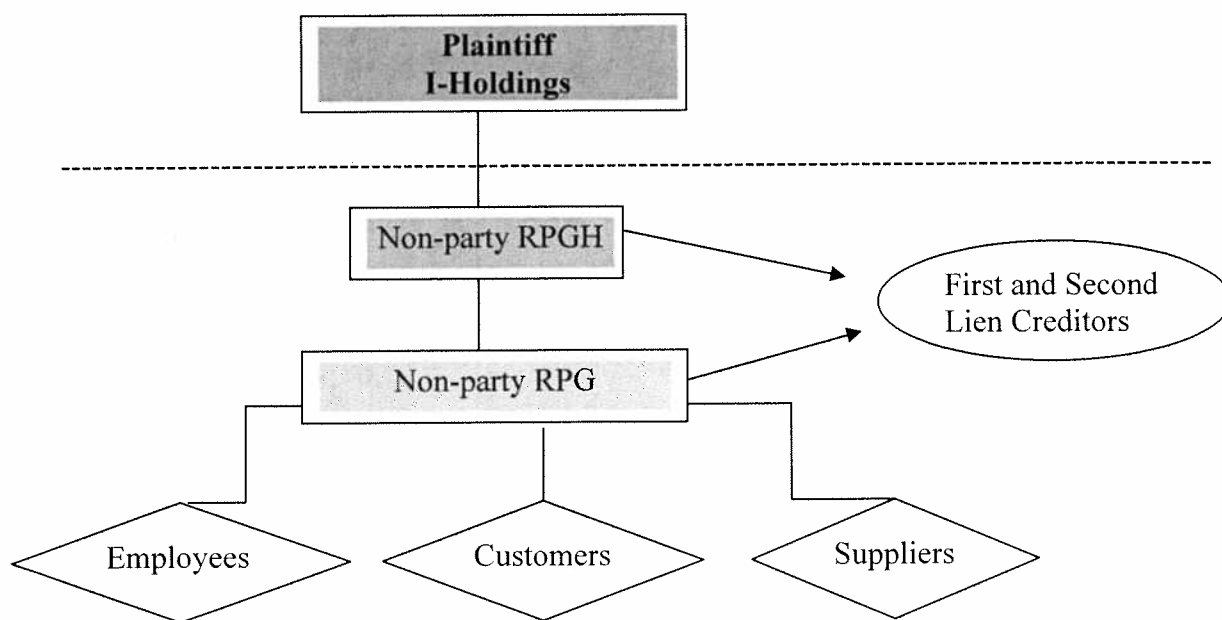 Plaintiff
I-Holdings
Non-party RPGH
First and Second
Lien Creditors
Non-party RPG
Employees
Customers
Suppliers